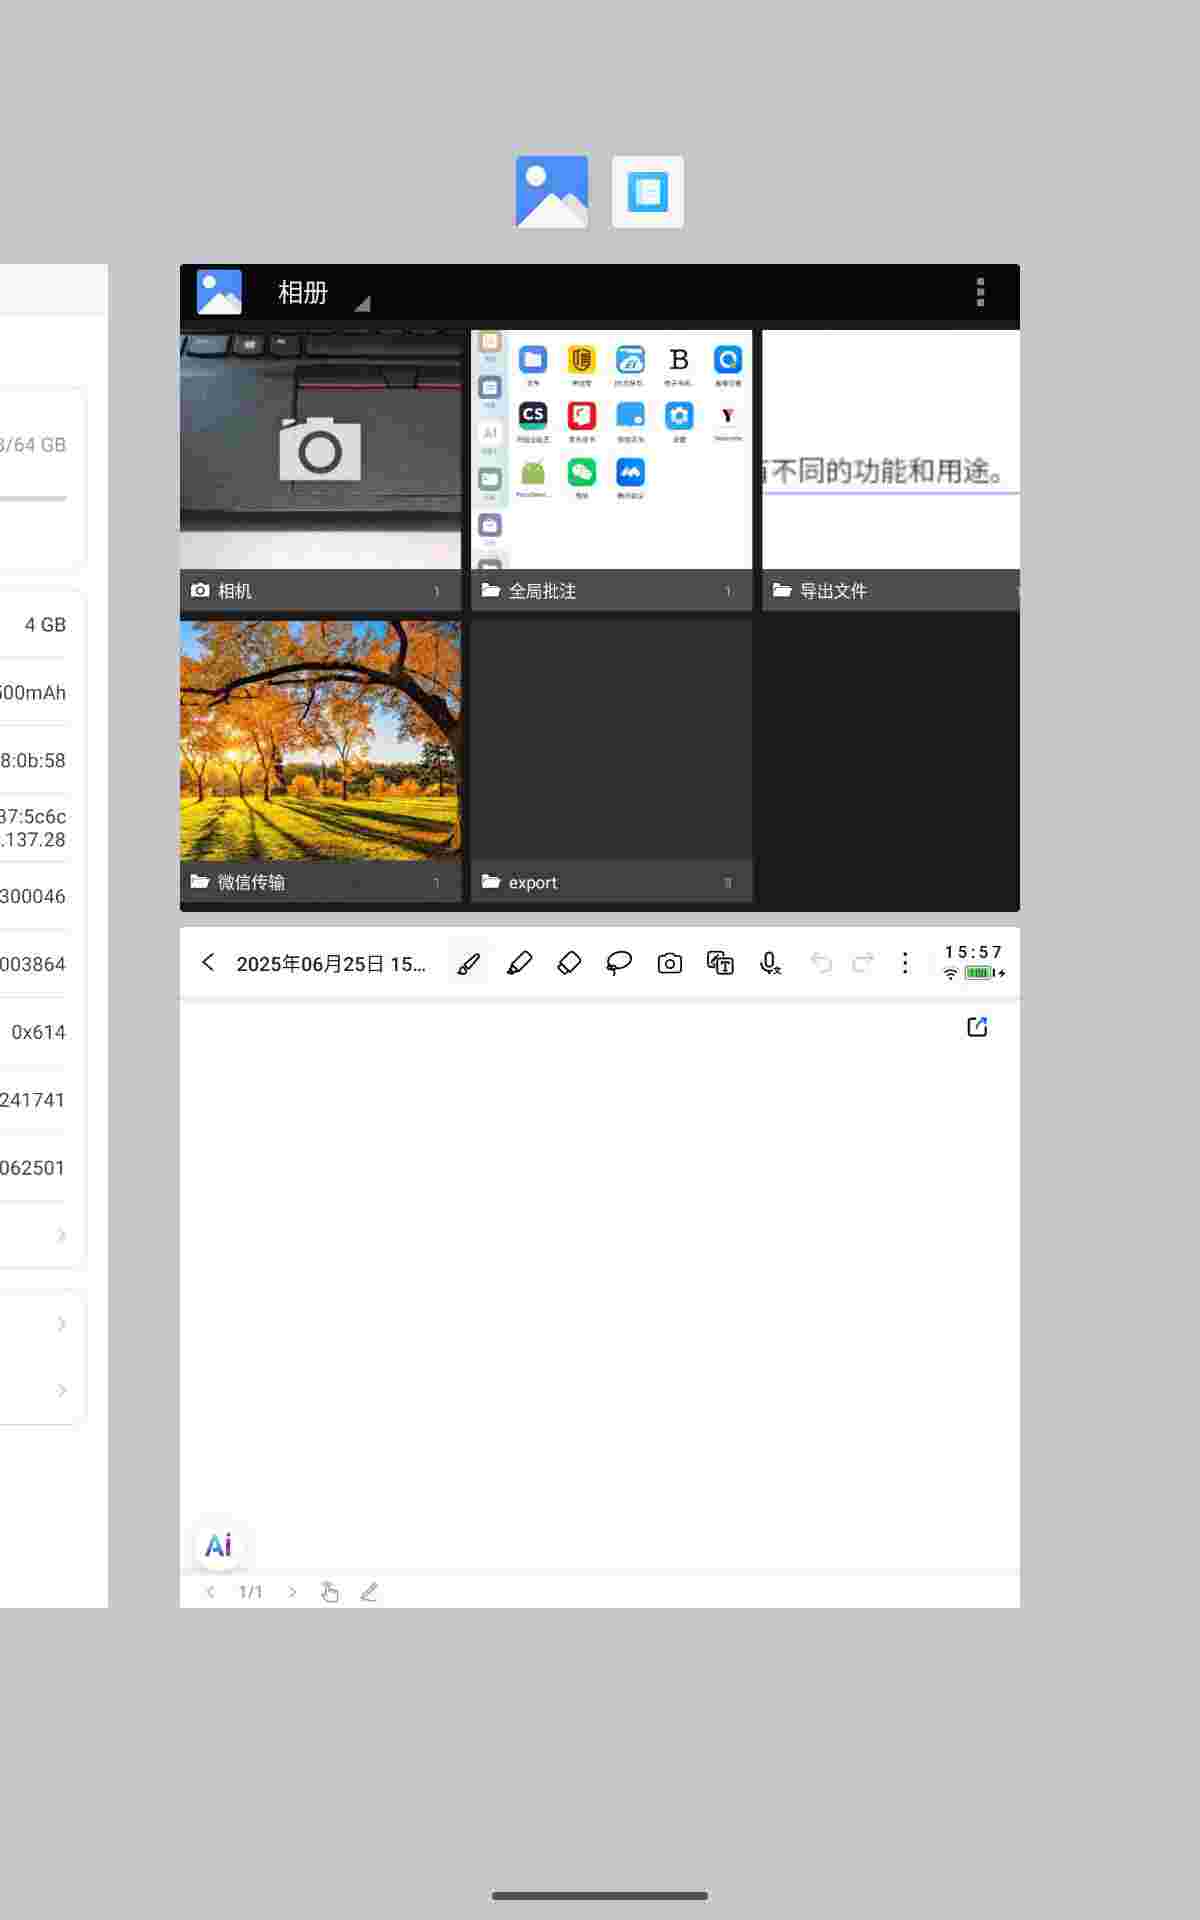 3/64 GB
4 GB
500mAh
8:0b:58
37:5c6c
.137.28
300046
003864
0x614
241741
062501
相册
B
CS
AI
不同的功能和用途。
相机 1
全局批注 1
导出文件 1
微信传输 1
export
2025年06月25日 15...
15:57
100
Ai
1/1